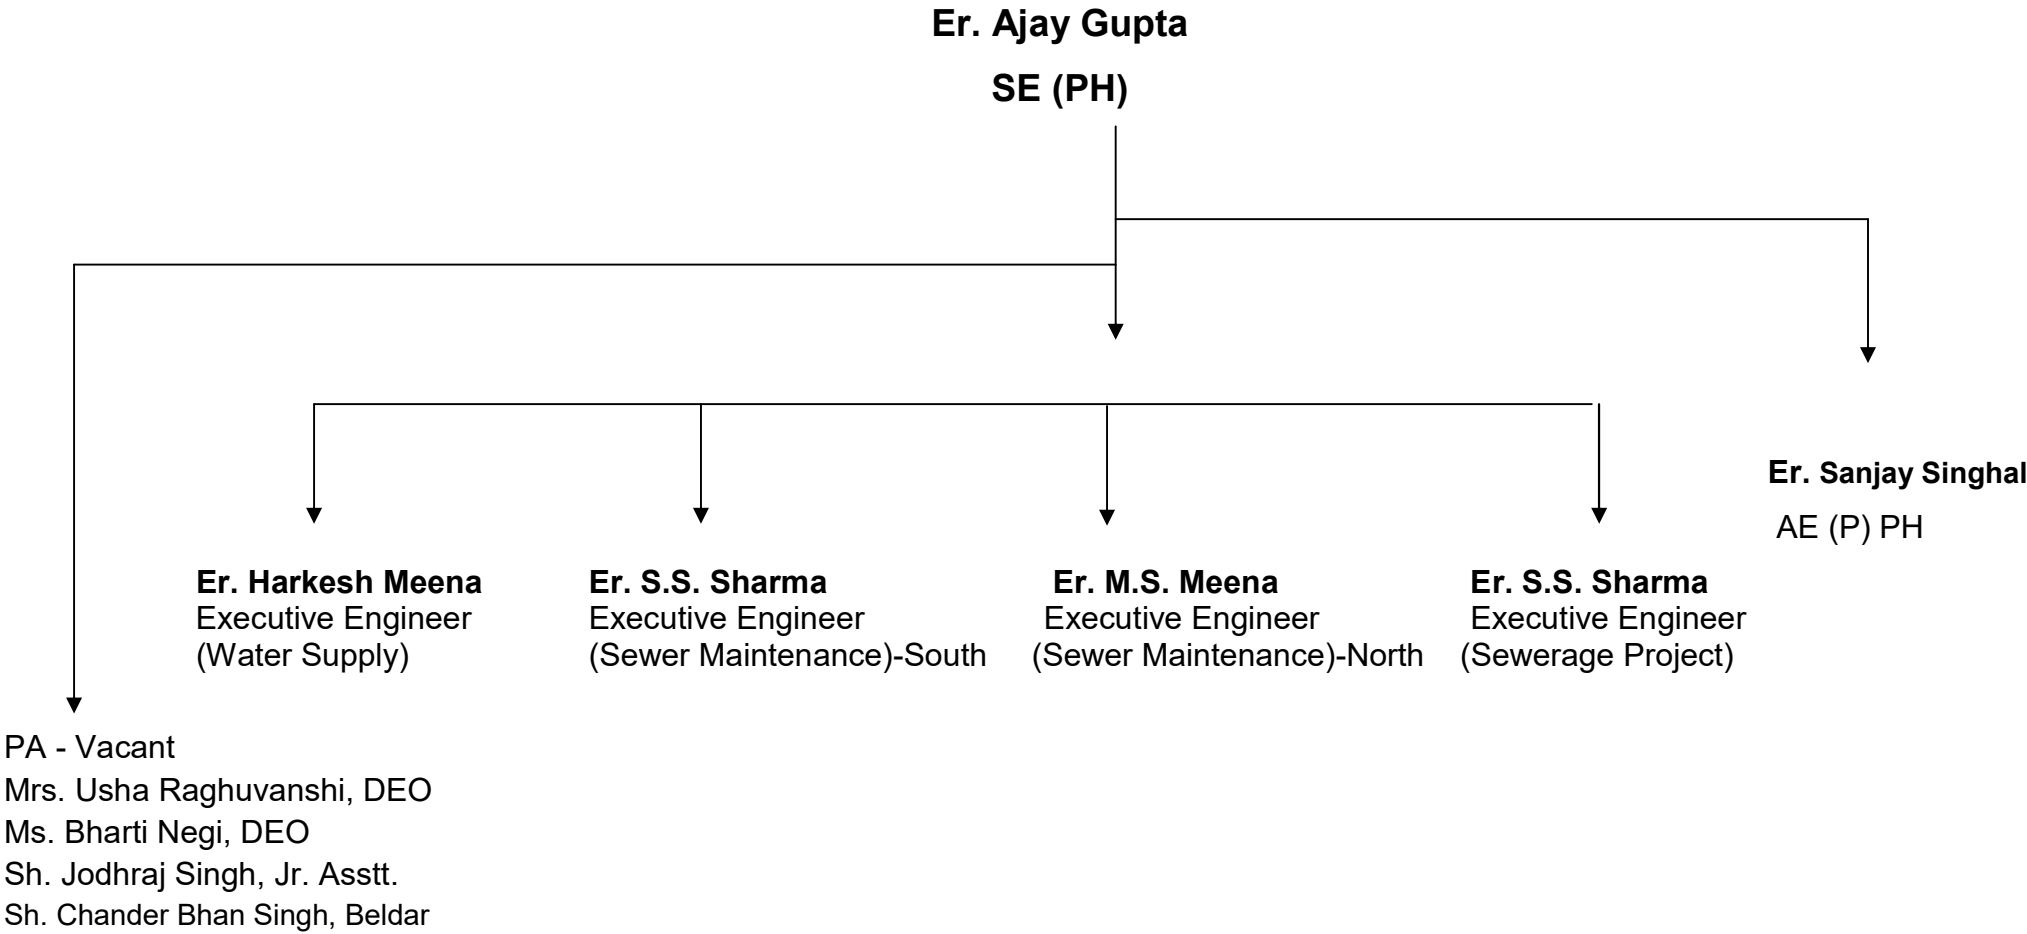 Er. Ajay Gupta
SE (PH)
Er. Sanjay Singhal
AE (P) PH
Er. Harkesh Meena
Executive Engineer
(Water Supply)
Er. S.S. Sharma
Executive Engineer
(Sewer Maintenance)-South
Er. M.S. Meena
Executive Engineer
(Sewer Maintenance)-North
Er. S.S. Sharma
Executive Engineer
(Sewerage Project)
PA - Vacant
Mrs. Usha Raghuvanshi, DEO
Ms. Bharti Negi, DEO
Sh. Jodhraj Singh, Jr. Asstt.
Sh. Chander Bhan Singh, Beldar